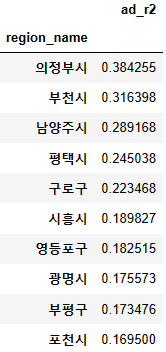 ad_r2
region_name
의정부시 0.384255
부천시 0.316398
남양주시 0.289168
평택시 0.245038
구로구 0.223468
시흥시 0.189827
영등포구 0.182515
광명시 0.175573
부평구 0.173476
포천시 0.169500